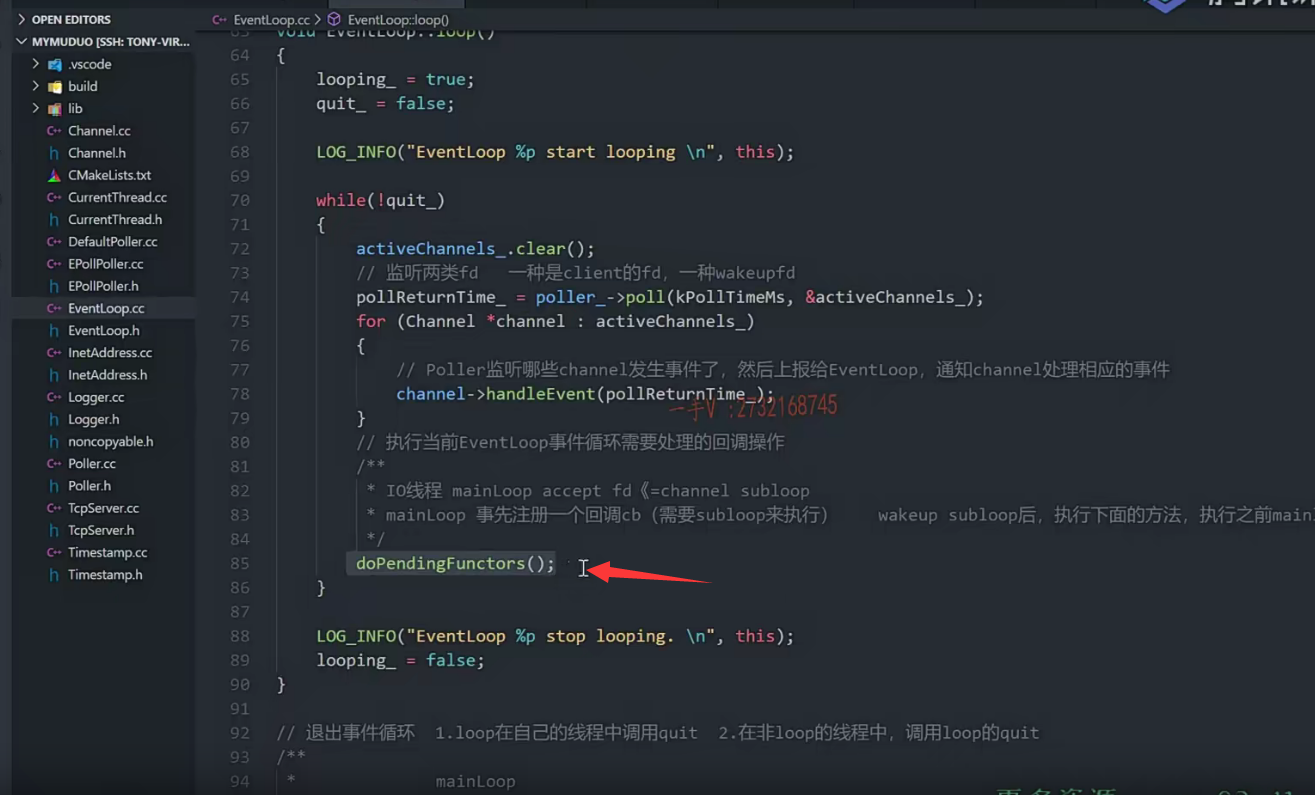 OPEN EDITORS
MYMUDUO [SSH: TONY-VIR...
.vscode
build
lib
Channel.cc
Channel.h
CMakeLists.txt
CurrentThread.cc
CurrentThread.h
DefaultPoller.cc
EPollPoller.cc
EPollPoller.h
EventLoop.cc
EventLoop.h
InetAddress.cc
InetAddress.h
Logger.cc
Logger.h
noncopyable.h
Poller.cc
Poller.h
TcpServer.cc
TcpServer.h
Timestamp.cc
Timestamp.h
EventLoop.cc > EventLoop::loop()
63 void EventLoop::loop()
64 {
65 looping_ = true;
66 quit_ = false;
67
68 LOG_INFO("EventLoop %p start looping \n", this);
69
70 while(!quit_)
71 {
72 activeChannels_.clear();
73 // 监听两类fd 一种是client的fd，一种wakeupfd
74 pollReturnTime_ = poller_->poll(kPollTimeMs, &activeChannels_);
75 for (Channel *channel : activeChannels_)
76 {
77 // Poller监听哪些channel发生事件了，然后上报给EventLoop，通知channel处理相应的事件
78 channel->handleEvent(pollReturnTime_);
一手V :2732168745
79 }
80 // 执行当前EventLoop事件循环需要处理的回调操作
81 /**
82 * IO线程 mainLoop accept fd《=channel subloop
83 * mainLoop 事先注册一个回调cb（需要subloop来执行） wakeup subloop后，执行下面的方法，执行之前main
84 */
85 doPendingFunctors();
86 }
87
88 LOG_INFO("EventLoop %p stop looping. \n", this);
89 looping_ = false;
90 }
91
92 // 退出事件循环 1.loop在自己的线程中调用quit 2.在非loop的线程中，调用loop的quit
93 /**
94 * mainLoop